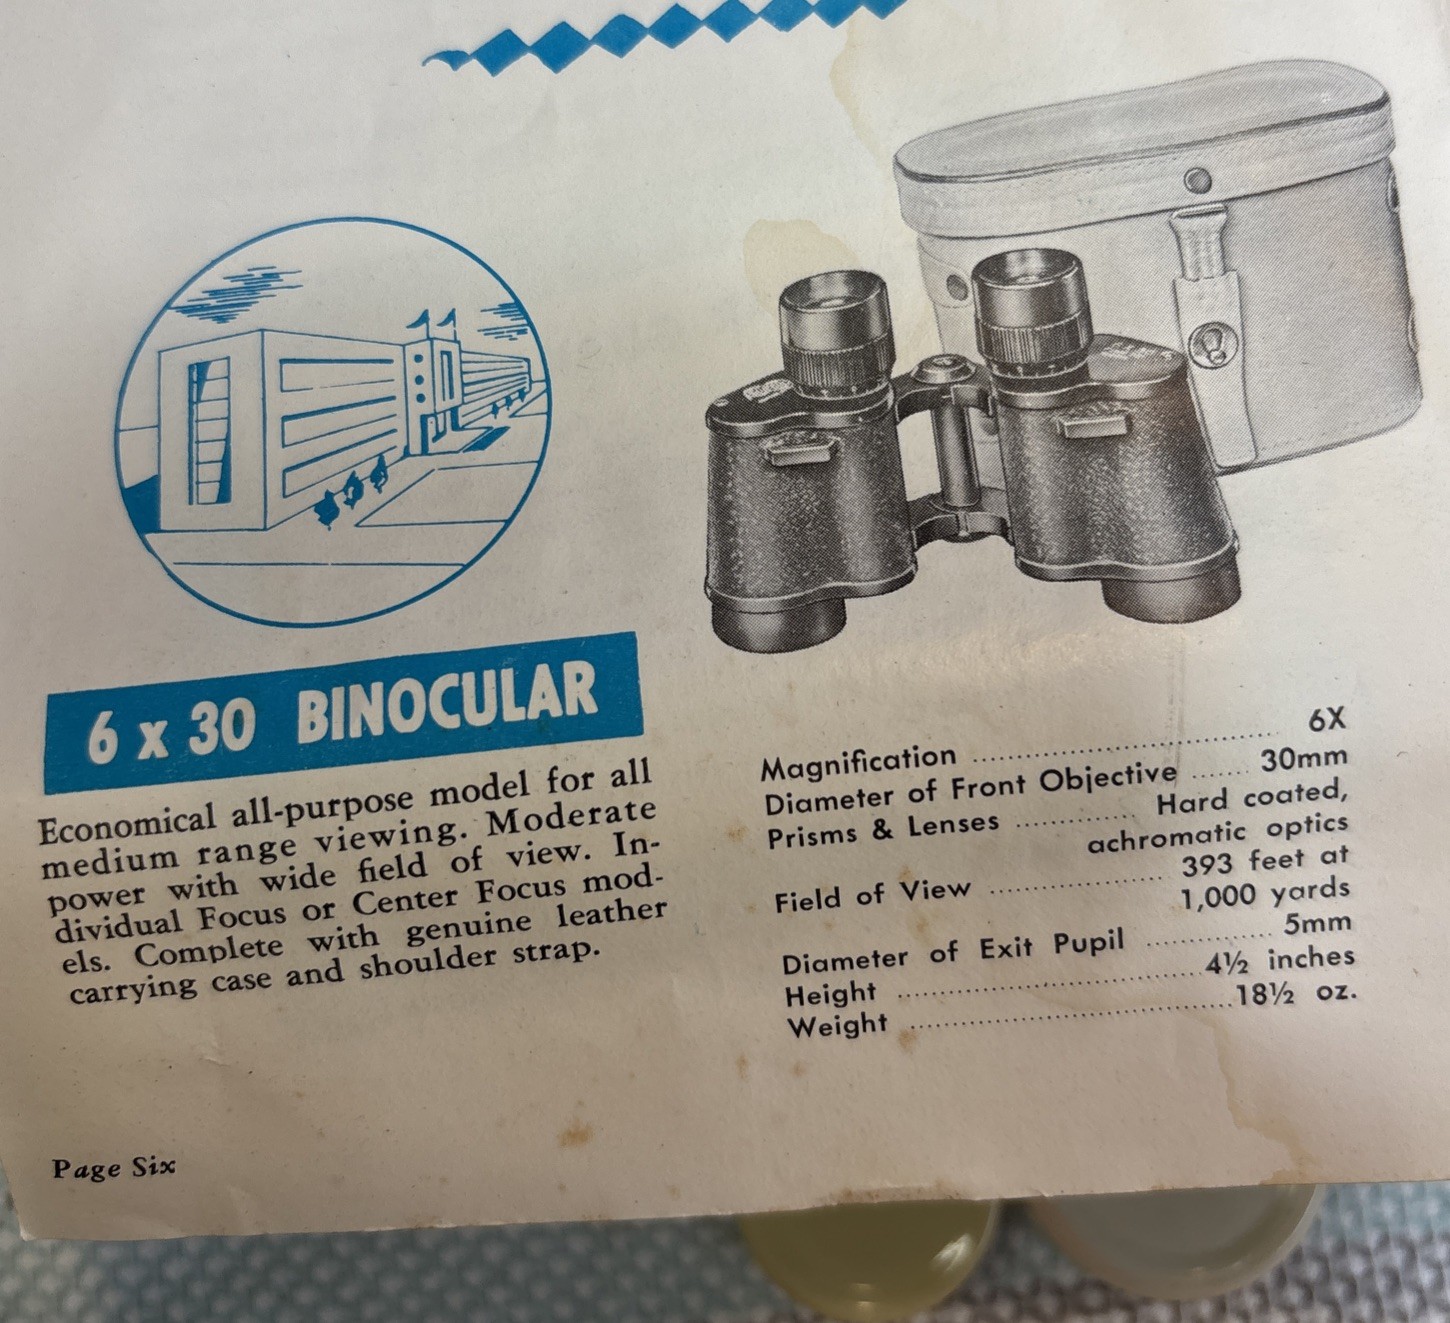 6 x 30 BINOCULAR
Economical all-purpose model for all
medium range viewing. Moderate
power with wide field of view. In-
dividual Focus or Center Focus mod-
els. Complete with genuine leather
carrying case and shoulder strap.
Magnification ........ 6X
Diameter of Front Objective ....... 30mm
Prisms & Lenses ............. Hard coated,
achromatic optics
Field of View ........ 393 feet at
1,000 yards
Diameter of Exit Pupil ............. 5mm
Height ........ 4½ inches
Weight ........ 18½ oz.
Page Six